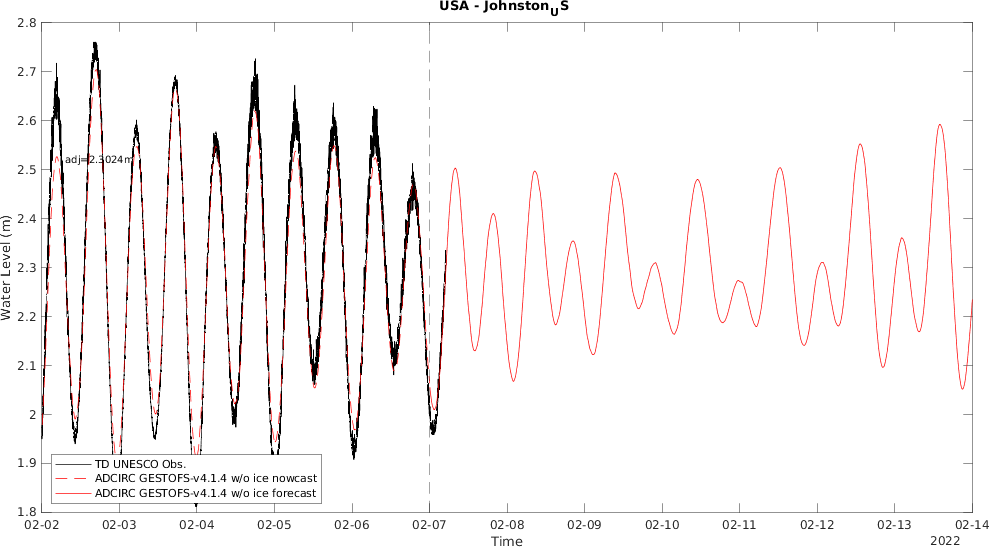 USA - Johnston_US
2.8
2.7
2.6
2.5
2.4
2.3
2.2
2.1
2
1.9
1.8
Water Level (m)
adj=2.3024m
TD UNESCO Obs.
ADCIRC GESTOFS-v4.1.4 w/o ice nowcast
ADCIRC GESTOFS-v4.1.4 w/o ice forecast
02-02 02-03 02-04 02-05 02-06 02-07 02-08 02-09 02-10 02-11 02-12 02-13 02-14
Time
2022